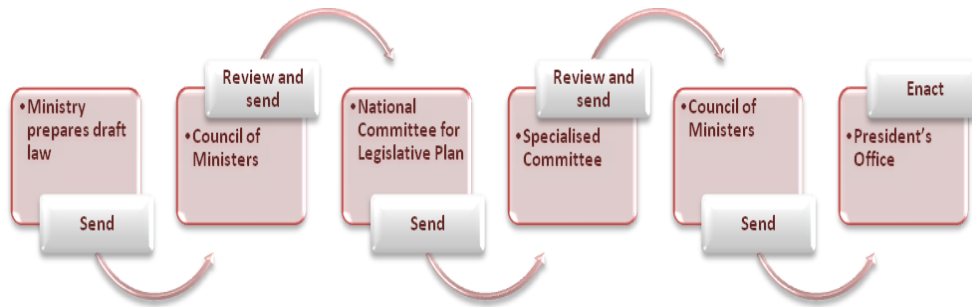 •Ministry
prepares draft
law
Send
Review and
send
•Council of
Ministers
•National
Committee for
Legislative Plan
Send
Review and
send
•Specialised
Committee
•Council of
Ministers
Send
Enact
•President's
Office